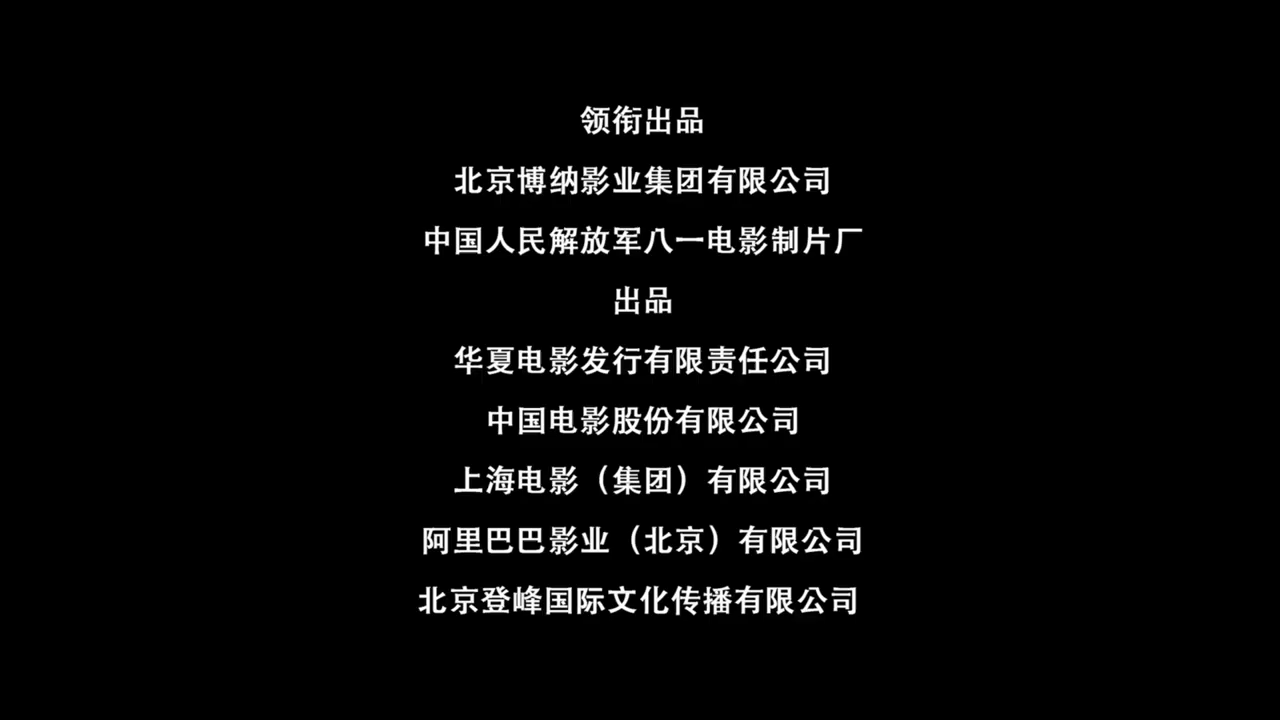 领衔出品
北京博纳影业集团有限公司
中国人民解放军八一电影制片厂
出品
华夏电影发行有限责任公司
中国电影股份有限公司
上海电影（集团）有限公司
阿里巴巴影业（北京）有限公司
北京登峰国际文化传播有限公司